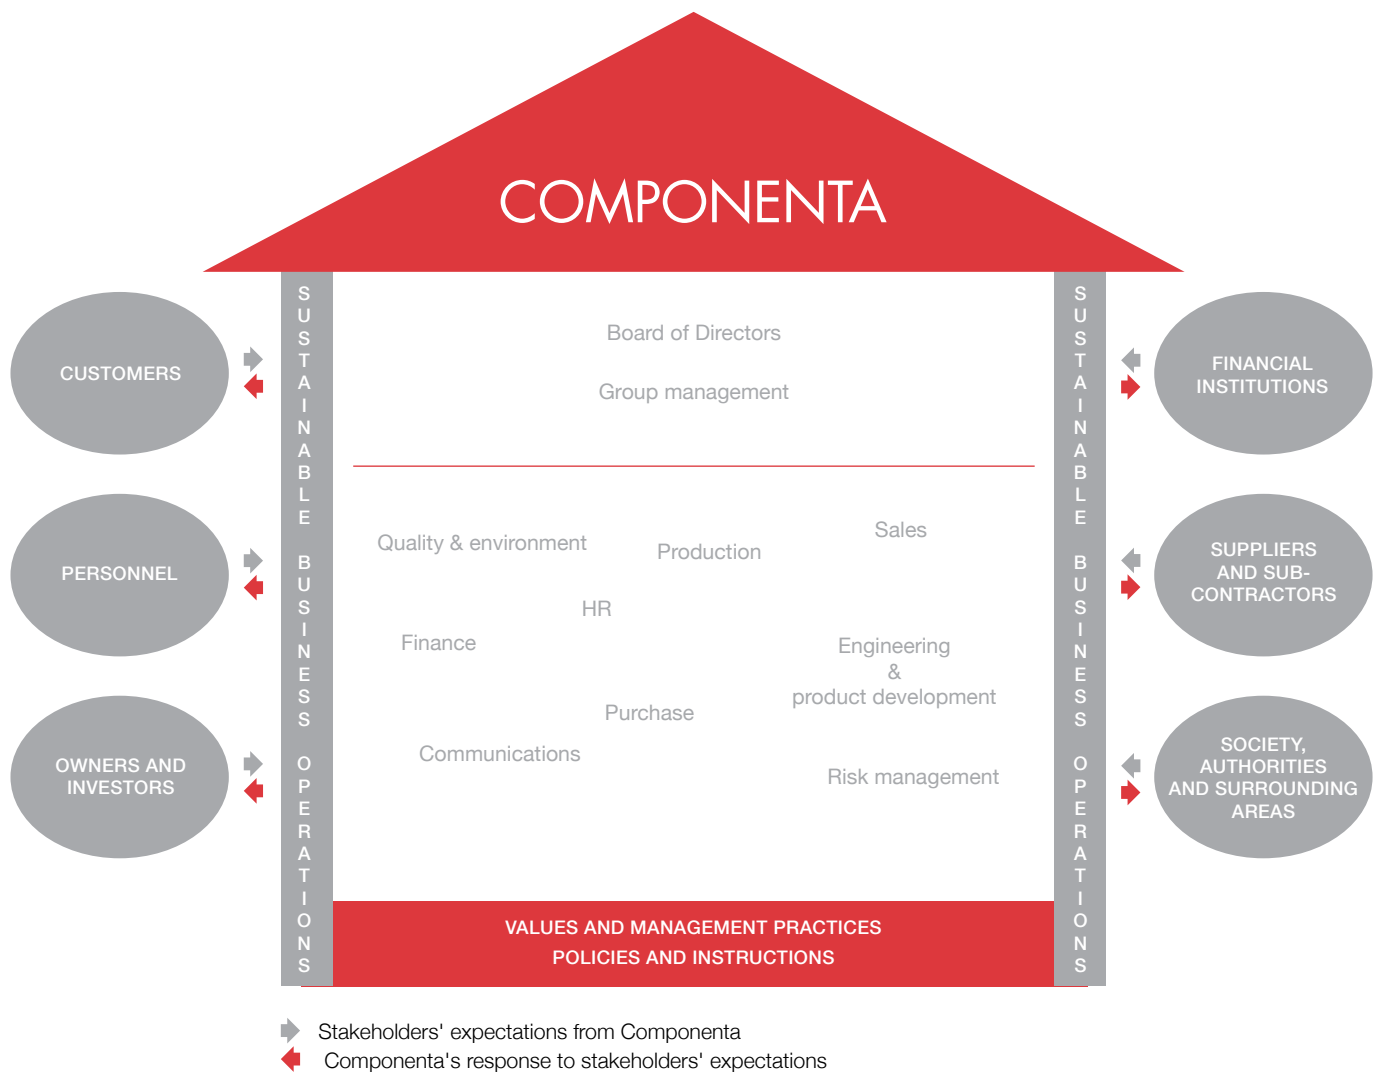 COMPONENTA
SUSTAINABLE BUSINESS OPERATIONS
SUSTAINABLE BUSINESS OPERATIONS
CUSTOMERS
PERSONNEL
OWNERS AND
INVESTORS
Board of Directors
Group management
Quality & environment
Production
Sales
HR
Finance
Engineering
&
product development
Purchase
Communications
Risk management
FINANCIAL
INSTITUTIONS
SUPPLIERS
AND SUB-
CONTRACTORS
SOCIETY,
AUTHORITIES
AND SURROUNDING
AREAS
VALUES AND MANAGEMENT PRACTICES
POLICIES AND INSTRUCTIONS
Stakeholders' expectations from Componenta
Componenta's response to stakeholders' expectations